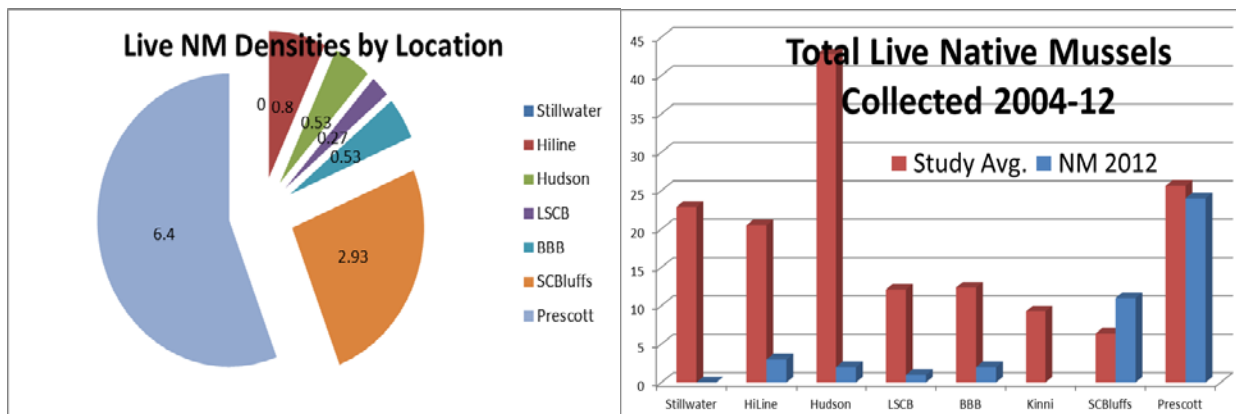 Live NM Densities by Location
0
0.8
0.53
0.27
0.53
2.93
6.4
Stillwater
Hiline
Hudson
LSCB
BBB
SCBluffs
Prescott
Total Live Native Mussels
Collected 2004-12
Study Avg. NM 2012
45
40
35
30
25
20
15
10
5
0
Stillwater HiLine Hudson LSCB BBB Kinni SCBluffs Prescott